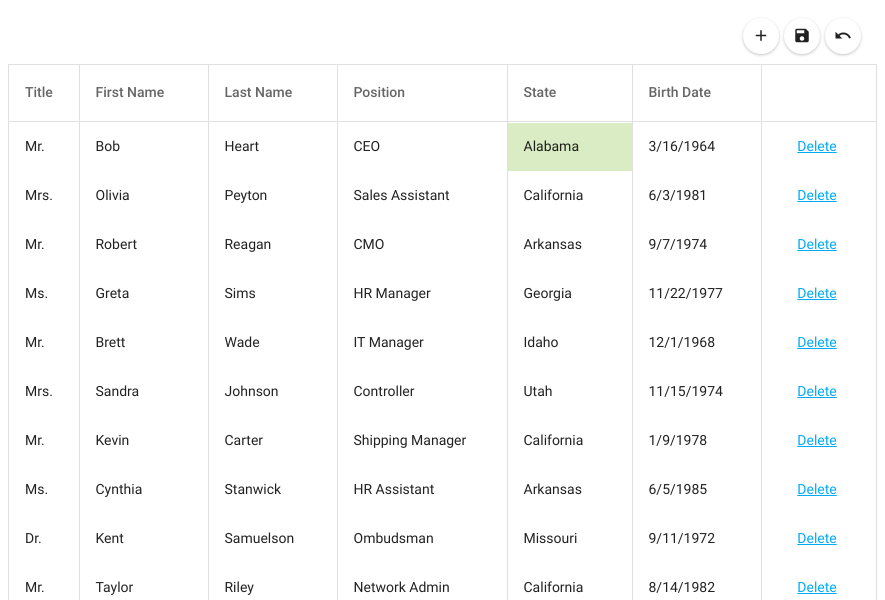 Title First Name Last Name Position State Birth Date
Mr. Bob Heart CEO Alabama 3/16/1964 Delete
Mrs. Olivia Peyton Sales Assistant California 6/3/1981 Delete
Mr. Robert Reagan CMO Arkansas 9/7/1974 Delete
Ms. Greta Sims HR Manager Georgia 11/22/1977 Delete
Mr. Brett Wade IT Manager Idaho 12/1/1968 Delete
Mrs. Sandra Johnson Controller Utah 11/15/1974 Delete
Mr. Kevin Carter Shipping Manager California 1/9/1978 Delete
Ms. Cynthia Stanwick HR Assistant Arkansas 6/5/1985 Delete
Dr. Kent Samuelson Ombudsman Missouri 9/11/1972 Delete
Mr. Taylor Riley Network Admin California 8/14/1982 Delete